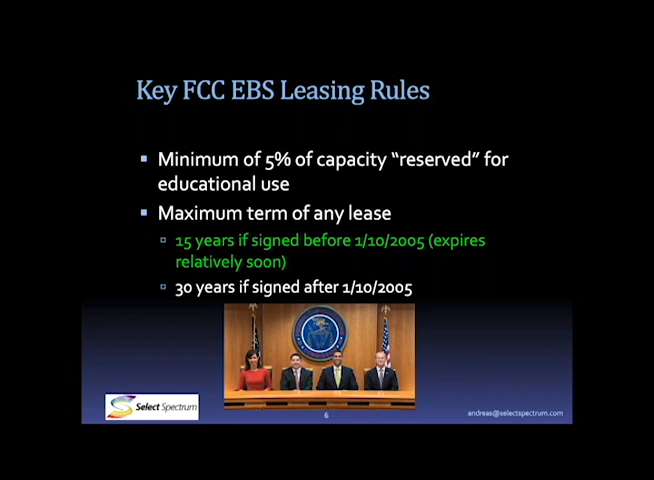 Key FCC EBS Leasing Rules
Minimum of 5% of capacity “reserved” for
educational use
Maximum term of any lease
15 years if signed before 1/10/2005 (expires
relatively soon)
30 years if signed after 1/10/2005
Select Spectrum
6
andreas@selectspectrum.com